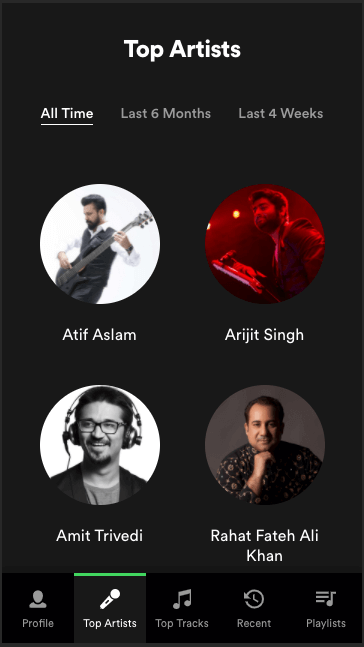 Top Artists
All Time Last 6 Months Last 4 Weeks
Atif Aslam Arijit Singh
Amit Trivedi Rahat Fateh Ali
Khan
Profile Top Artists Top Tracks Recent Playlists